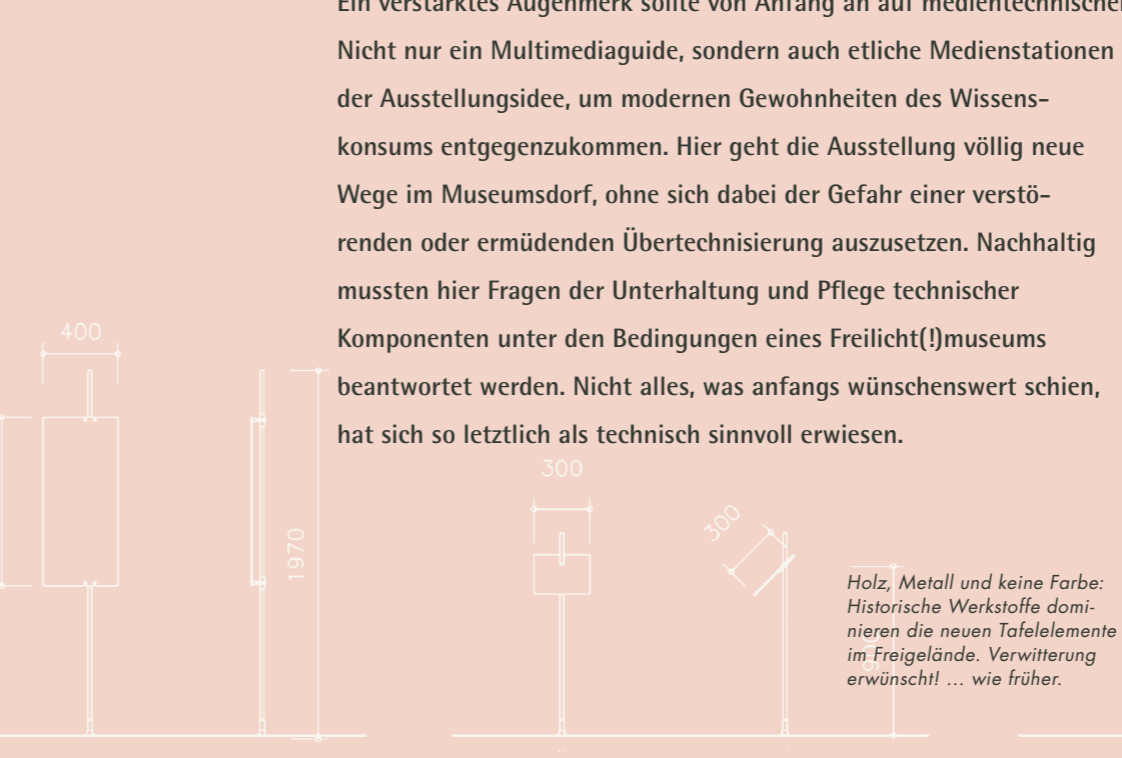 Ein verstärktes Augenmerk sollte von Anfang an auf medientechnische
Nicht nur ein Multimediaguide, sondern auch etliche Medienstationen
der Ausstellungsidee, um modernen Gewohnheiten des Wissens-
konsums entgegenzukommen. Hier geht die Ausstellung völlig neue
Wege im Museumsdorf, ohne sich dabei der Gefahr einer verstö-
renden oder ermüdenden Übertechnisierung auszusetzen. Nachhaltig
mussten hier Fragen der Unterhaltung und Pflege technischer
Komponenten unter den Bedingungen eines Freilicht(!)museums
beantwortet werden. Nicht alles, was anfangs wünschenswert schien,
hat sich so letztlich als technisch sinnvoll erwiesen.
400
1970
300
300
900
Holz, Metall und keine Farbe:
Historische Werkstoffe domi-
nieren die neuen Tafelelemente
im Freigelände. Verwitterung
erwünscht! ... wie früher.